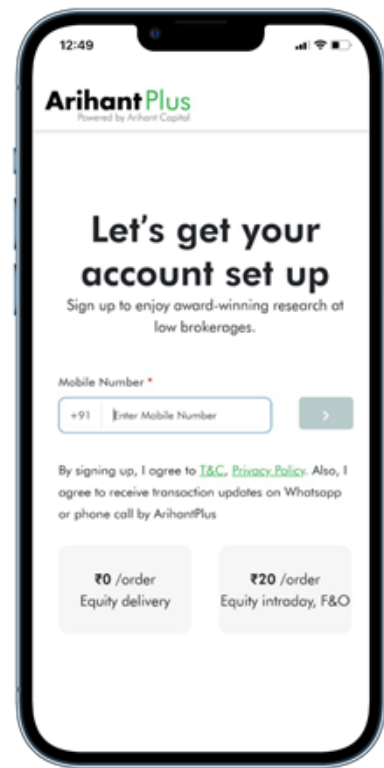 12:49
ArihantPlus
Powered by Arihant Capital
Let's get your
account set up
Sign up to enjoy award-winning research at
low brokerages.
Mobile Number *
+91 Enter Mobile Number
By signing up, I agree to T&C, Privacy Policy. Also, I
agree to receive transaction updates on Whatsapp
or phone call by ArihantPlus
₹0 /order
Equity delivery
₹20 /order
Equity intraday, F&O